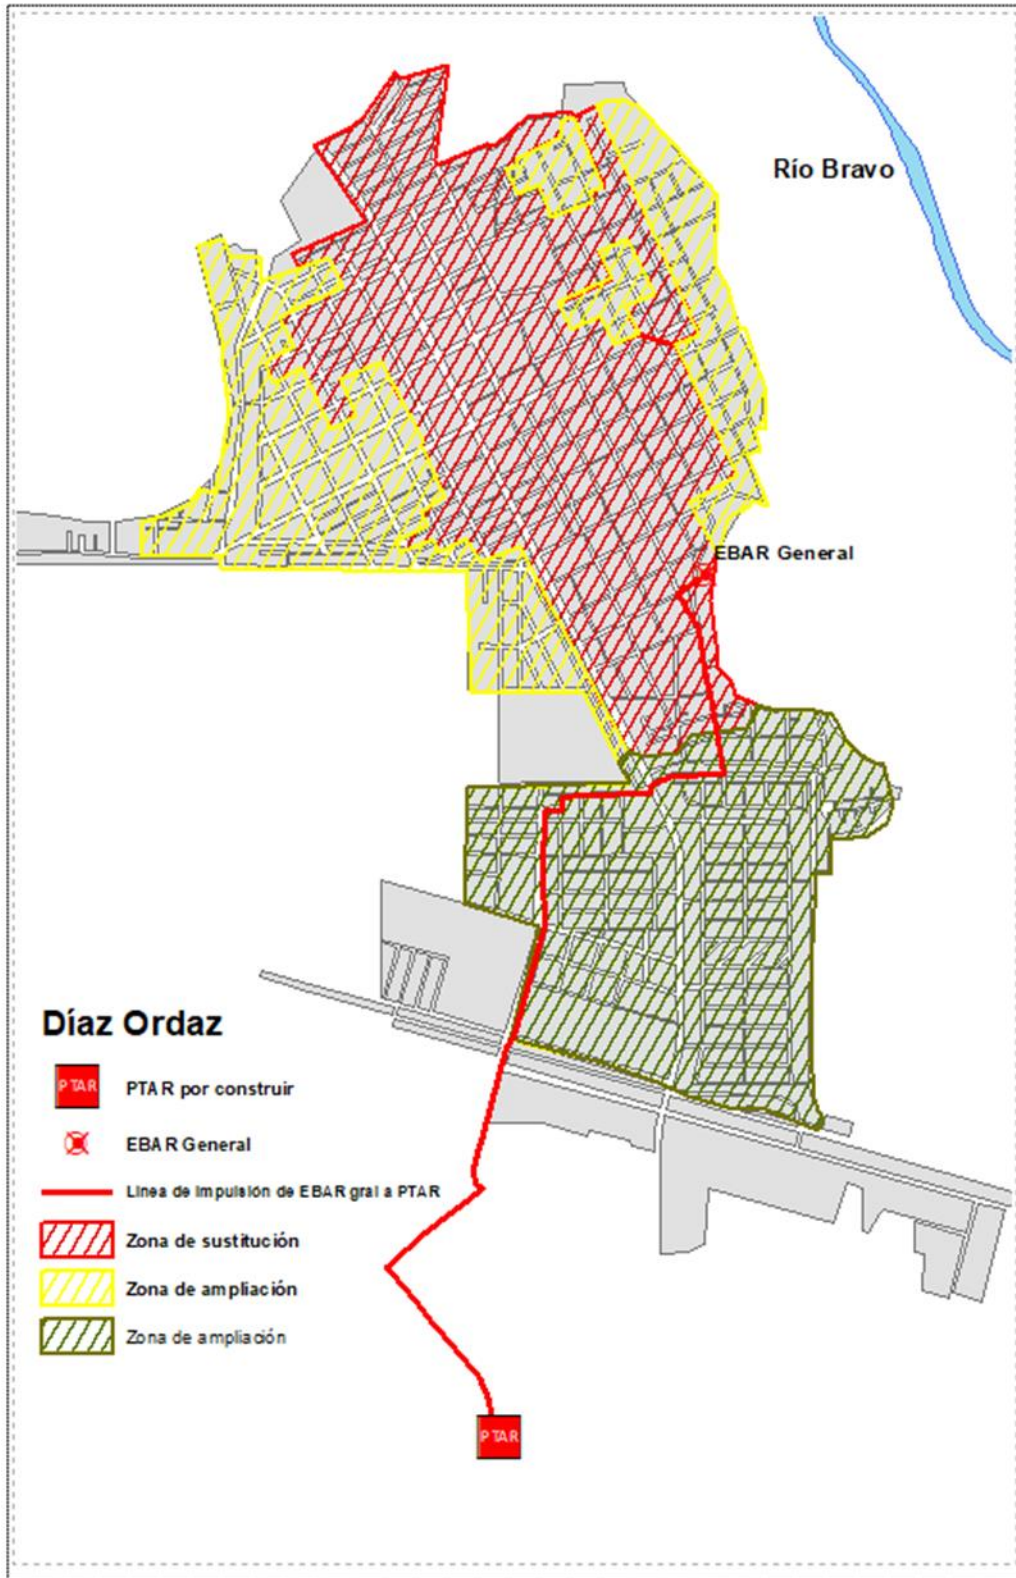 Río Bravo
EBAR General
Díaz Ordaz
PTAR
PTAR por construir
EBAR General
Linea de Impulsión de EBAR gral a PTAR
Zona de sustitución
Zona de ampliación
Zona de ampliación
PTAR